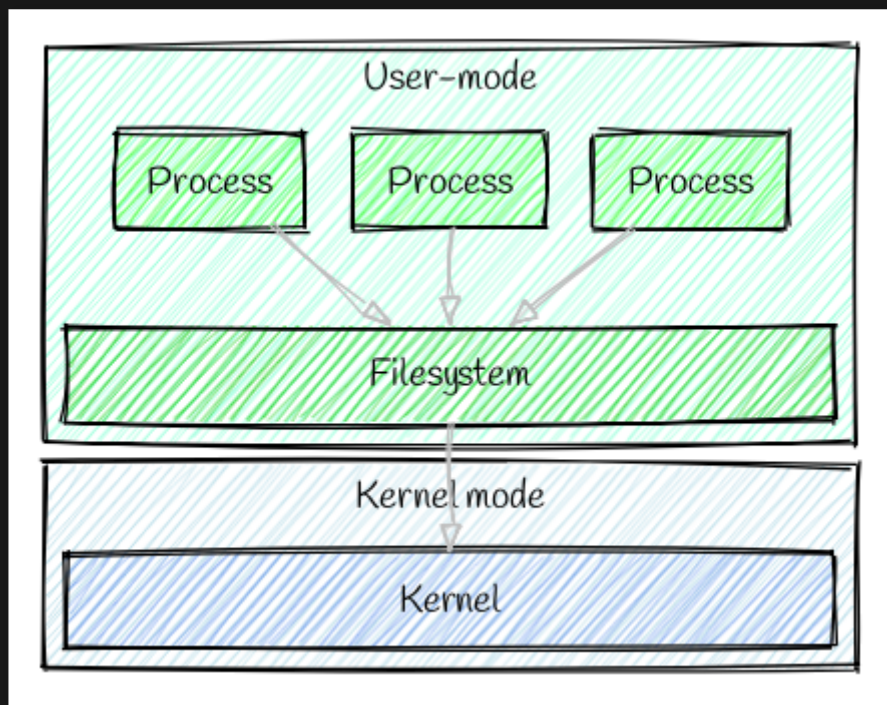 User-mode
Process
Process
Process
Filesystem
Kernel mode
Kernel